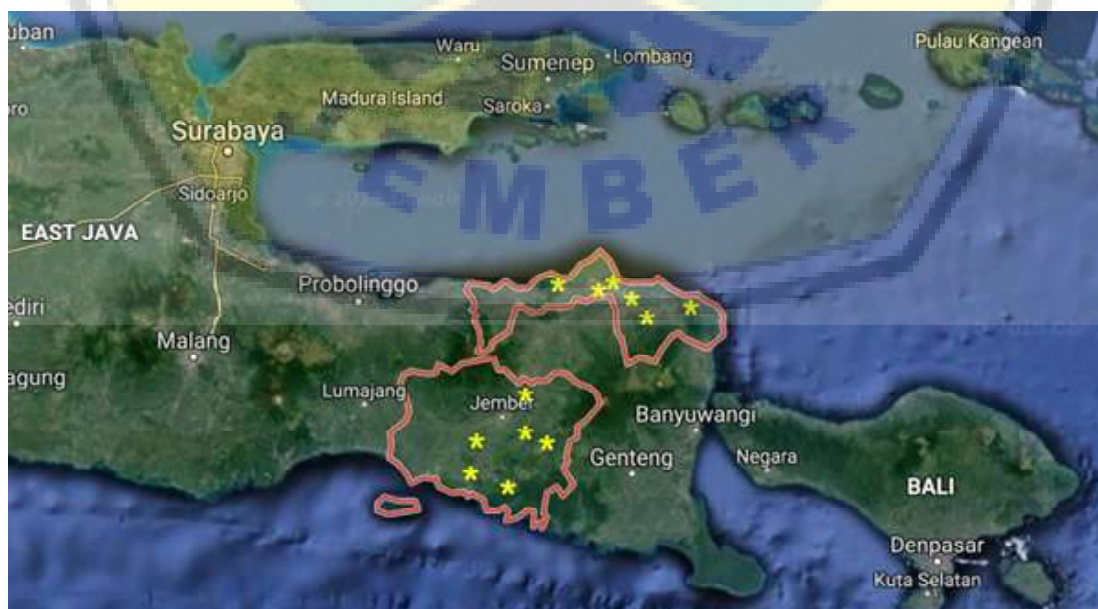 uban
Waru
Sumenep
Lombang
Pulau Kangean
Madura Island
Saroka
Surabaya
Sidoarjo
EAST JAVA
EMBER
Probolinggo
ediri
Malang
agung
Lumajang
Jember
Banyuwangi
Genteng
Negara
BALI
Denpasar
Kuta Selatan